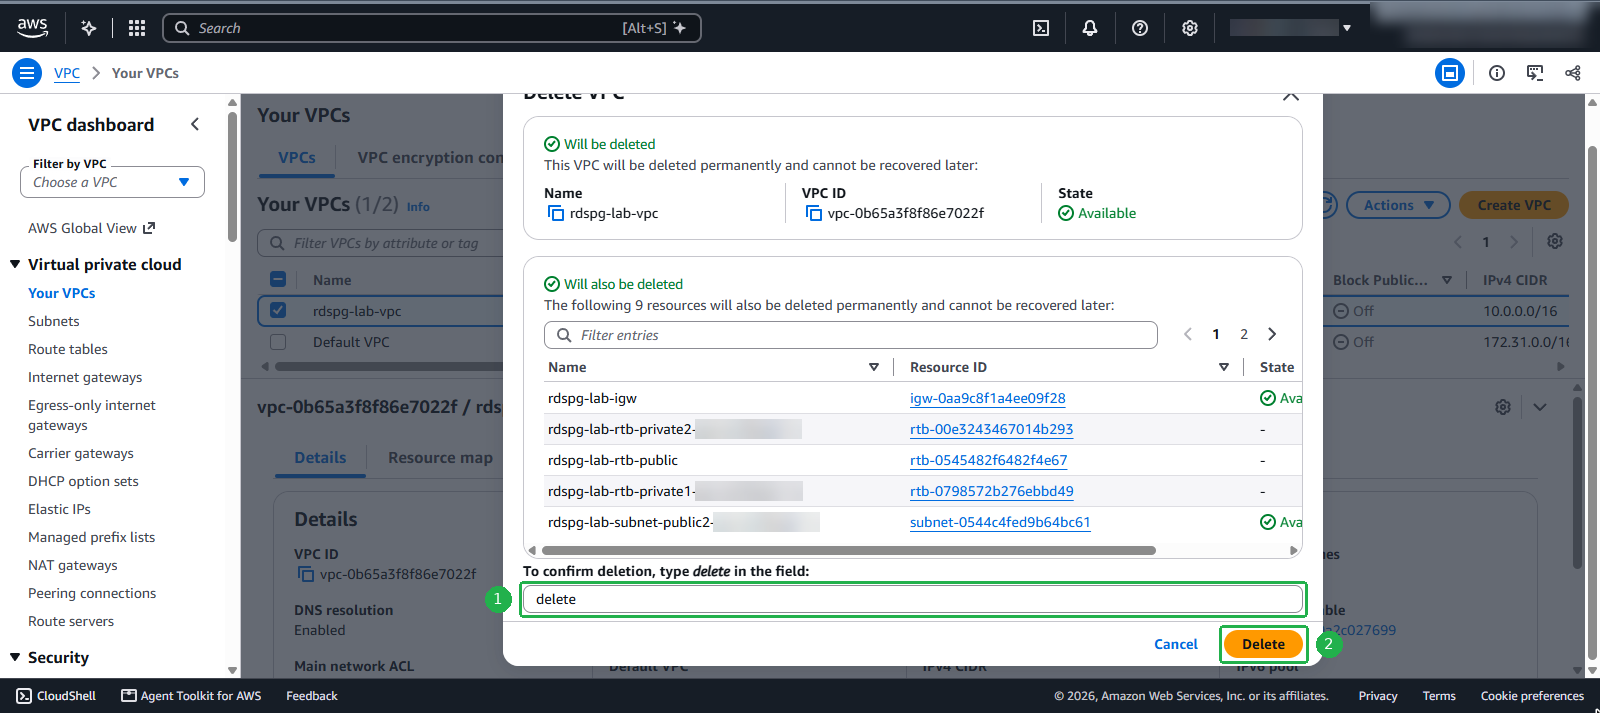 aws
Search [Alt+S]
VPC Your VPCs
VPC dashboard
Filter by VPC
Choose a VPC
AWS Global View
Virtual private cloud
Your VPCs
Subnets
Route tables
Internet gateways
Egress-only internet
gateways
Carrier gateways
DHCP option sets
Elastic IPs
Managed prefix lists
NAT gateways
Peering connections
Route servers
Security
Your VPCs
VPCs VPC encryption con
Your VPCs (1/2) Info
Actions Create VPC
Filter VPCs by attribute or tag
1
Name Block Public... IPv4 CIDR
rdspg-lab-vpc Off 10.0.0.0/16
Default VPC Off 172.31.0.0/16
vpc-0b65a3f8f86e7022f / rds
Details Resource map
Details
VPC ID
vpc-0b65a3f8f86e7022f
DNS resolution
Enabled
Main network ACL
Default VPC
IPv4 CIDR
IPv6 pool
Delete VPC
Will be deleted
This VPC will be deleted permanently and cannot be recovered later:
Name VPC ID State
rdspg-lab-vpc vpc-0b65a3f8f86e7022f Available
Will also be deleted
The following 9 resources will also be deleted permanently and cannot be recovered later:
Filter entries 1 2
Name Resource ID State
rdspg-lab-igw igw-0aa9c8f1a4ee09f28 Ava
rdspg-lab-rtb-private2- rtb-00e3243467014b293 -
rdspg-lab-rtb-public rtb-0545482f6482f4e67 -
rdspg-lab-rtb-private1- rtb-0798572b276ebbd49 -
rdspg-lab-subnet-public2- subnet-0544c4fed9b64bc61 Ava
To confirm deletion, type delete in the field:
1 delete
Cancel Delete 2
CloudShell Agent Toolkit for AWS Feedback © 2026, Amazon Web Services, Inc. or its affiliates. Privacy Terms Cookie preferences